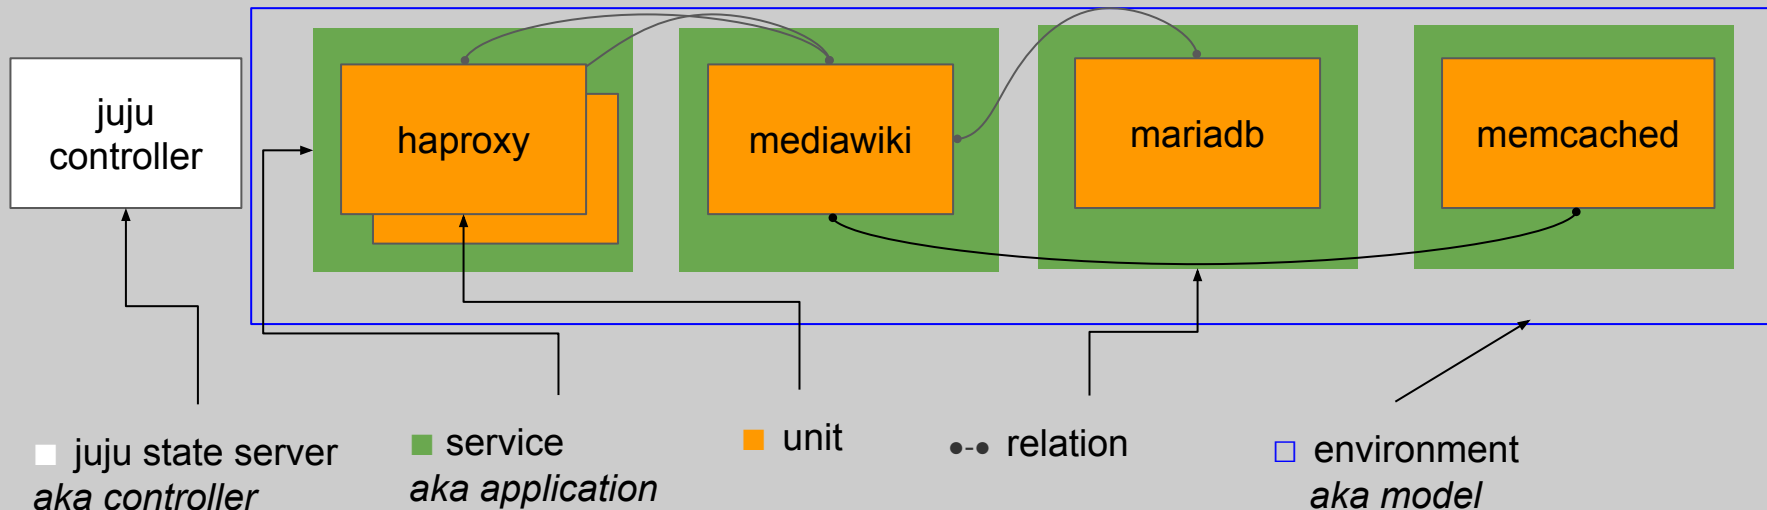 juju
controller
haproxy
mediawiki
mariadb
memcached
juju state server
aka controller
service
aka application
unit
relation
environment
aka model